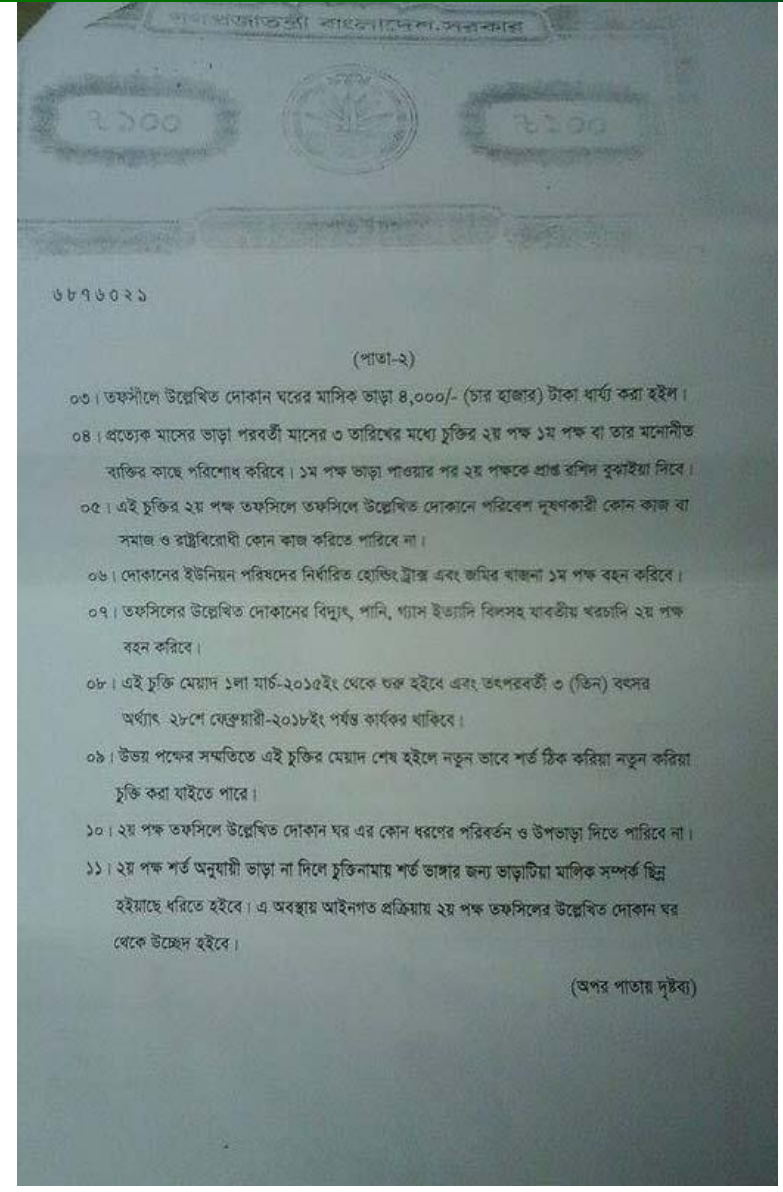 গণপ্রজাতন্ত্রী বাংলাদেশ সরকার
৳ ১০০
৳ ১০০
৬৮৭৬০২১
(পাতা-২)
০৩। তফসীলে উল্লেখিত দোকান ঘরের মাসিক ভাড়া ৪,০০০/- (চার হাজার) টাকা ধার্য্য করা হইল।
০৪। প্রত্যেক মাসের ভাড়া পরবর্তী মাসের ৩ তারিখের মধ্যে চুক্তির ২য় পক্ষ ১ম পক্ষ বা তার মনোনীত
ব্যক্তির কাছে পরিশোধ করিবে। ১ম পক্ষ ভাড়া পাওয়ার পর ২য় পক্ষকে প্রাপ্ত রশিদ বুঝাইয়া দিবে।
০৫। এই চুক্তির ২য় পক্ষ তফসিলে তফসিলে উল্লেখিত দোকানে পরিবেশ দূষণকারী কোন কাজ বা
সমাজ ও রাষ্ট্রবিরোধী কোন কাজ করিতে পারিবে না।
০৬। দোকানের ইউনিয়ন পরিষদের নির্ধারিত হোল্ডিং ট্রাক্স এবং জমির খাজনা ১ম পক্ষ বহন করিবে।
০৭। তফসিলের উল্লেখিত দোকানের বিদ্যুৎ, পানি, গ্যাস ইত্যাদি বিলসহ যাবতীয় খরচাদি ২য় পক্ষ
বহন করিবে।
০৮। এই চুক্তি মেয়াদ ১লা মার্চ-২০১৫ইং থেকে শুরু হইবে এবং তৎপরবর্তী ৩ (তিন) বৎসর
অর্থ্যাৎ ২৮শে ফেব্রুয়ারী-২০১৮ইং পর্যন্ত কার্যকর থাকিবে।
০৯। উভয় পক্ষের সম্মতিতে এই চুক্তির মেয়াদ শেষ হইলে নতুন ভাবে শর্ত ঠিক করিয়া নতুন করিয়া
চুক্তি করা যাইতে পারে।
১০। ২য় পক্ষ তফসিলে উল্লেখিত দোকান ঘর এর কোন ধরণের পরিবর্তন ও উপভাড়া দিতে পারিবে না।
১১। ২য় পক্ষ শর্ত অনুযায়ী ভাড়া না দিলে চুক্তিনামায় শর্ত ভাঙ্গার জন্য ভাড়াটিয়া মালিক সম্পর্ক ছিন্ন
হইয়াছে ধরিতে হইবে। এ অবস্থায় আইনগত প্রক্রিয়ায় ২য় পক্ষ তফসিলের উল্লেখিত দোকান ঘর
থেকে উচ্ছেদ হইবে।
(অপর পাতায় দৃষ্টব্য)